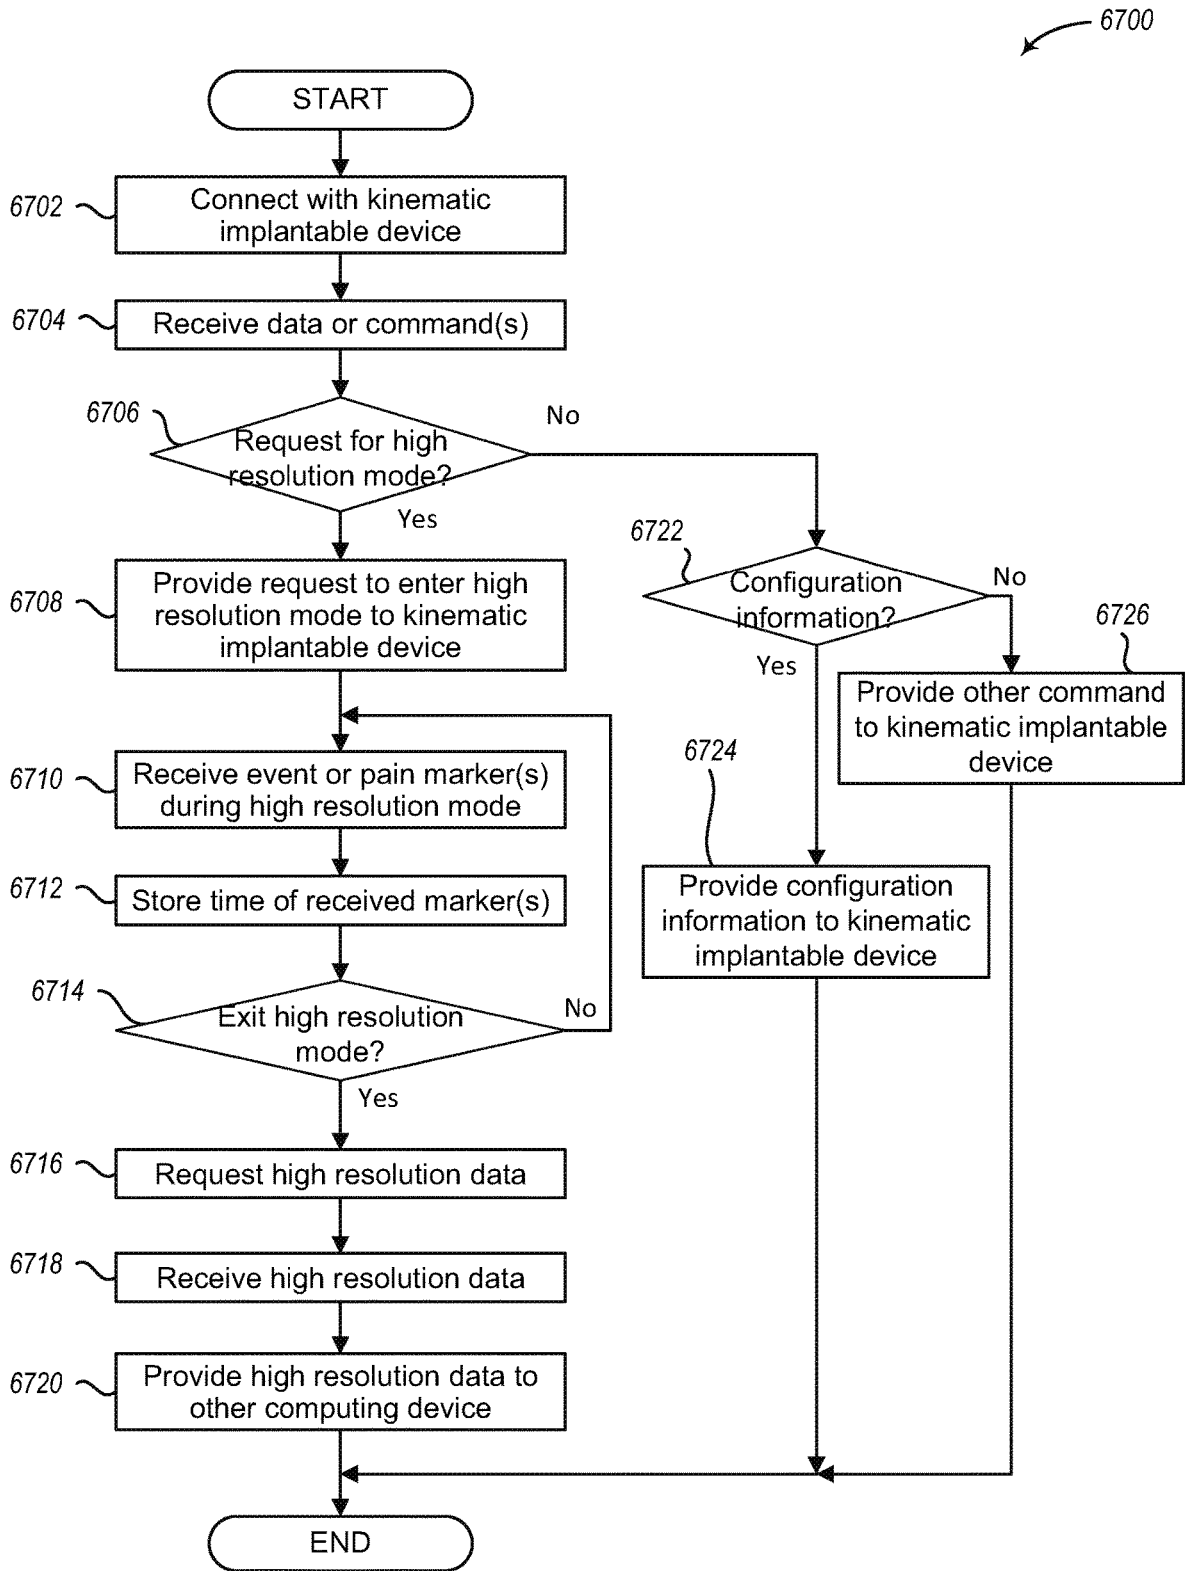 6700
START
6702
Connect with kinematic
implantable device
6704
Receive data or command(s)
6706
Request for high
resolution mode?
No
Yes
6708
Provide request to enter high
resolution mode to kinematic
implantable device
6722
Configuration
information?
No
Yes
6726
Provide other command
to kinematic implantable
device
6724
Provide configuration
information to kinematic
implantable device
6710
Receive event or pain marker(s)
during high resolution mode
6712
Store time of received marker(s)
6714
Exit high resolution
mode?
No
Yes
6716
Request high resolution data
6718
Receive high resolution data
6720
Provide high resolution data to
other computing device
END